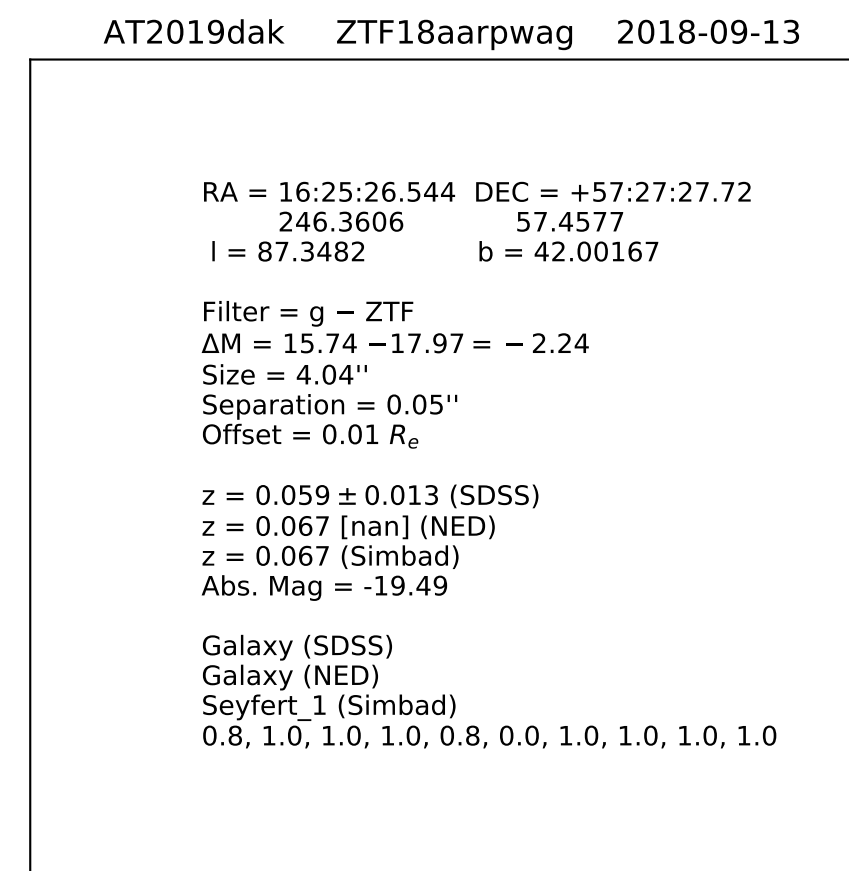 AT2019dak ZTF18aarpwag 2018-09-13
RA = 16:25:26.544 DEC = +57:27:27.72
246.3606 57.4577
l = 87.3482 b = 42.00167
Filter = g − ZTF
ΔM = 15.74 −17.97 = − 2.24
Size = 4.04''
Separation = 0.05''
Offset = 0.01 Rₑ
z = 0.059 ± 0.013 (SDSS)
z = 0.067 [nan] (NED)
z = 0.067 (Simbad)
Abs. Mag = -19.49
Galaxy (SDSS)
Galaxy (NED)
Seyfert_1 (Simbad)
0.8, 1.0, 1.0, 1.0, 0.8, 0.0, 1.0, 1.0, 1.0, 1.0